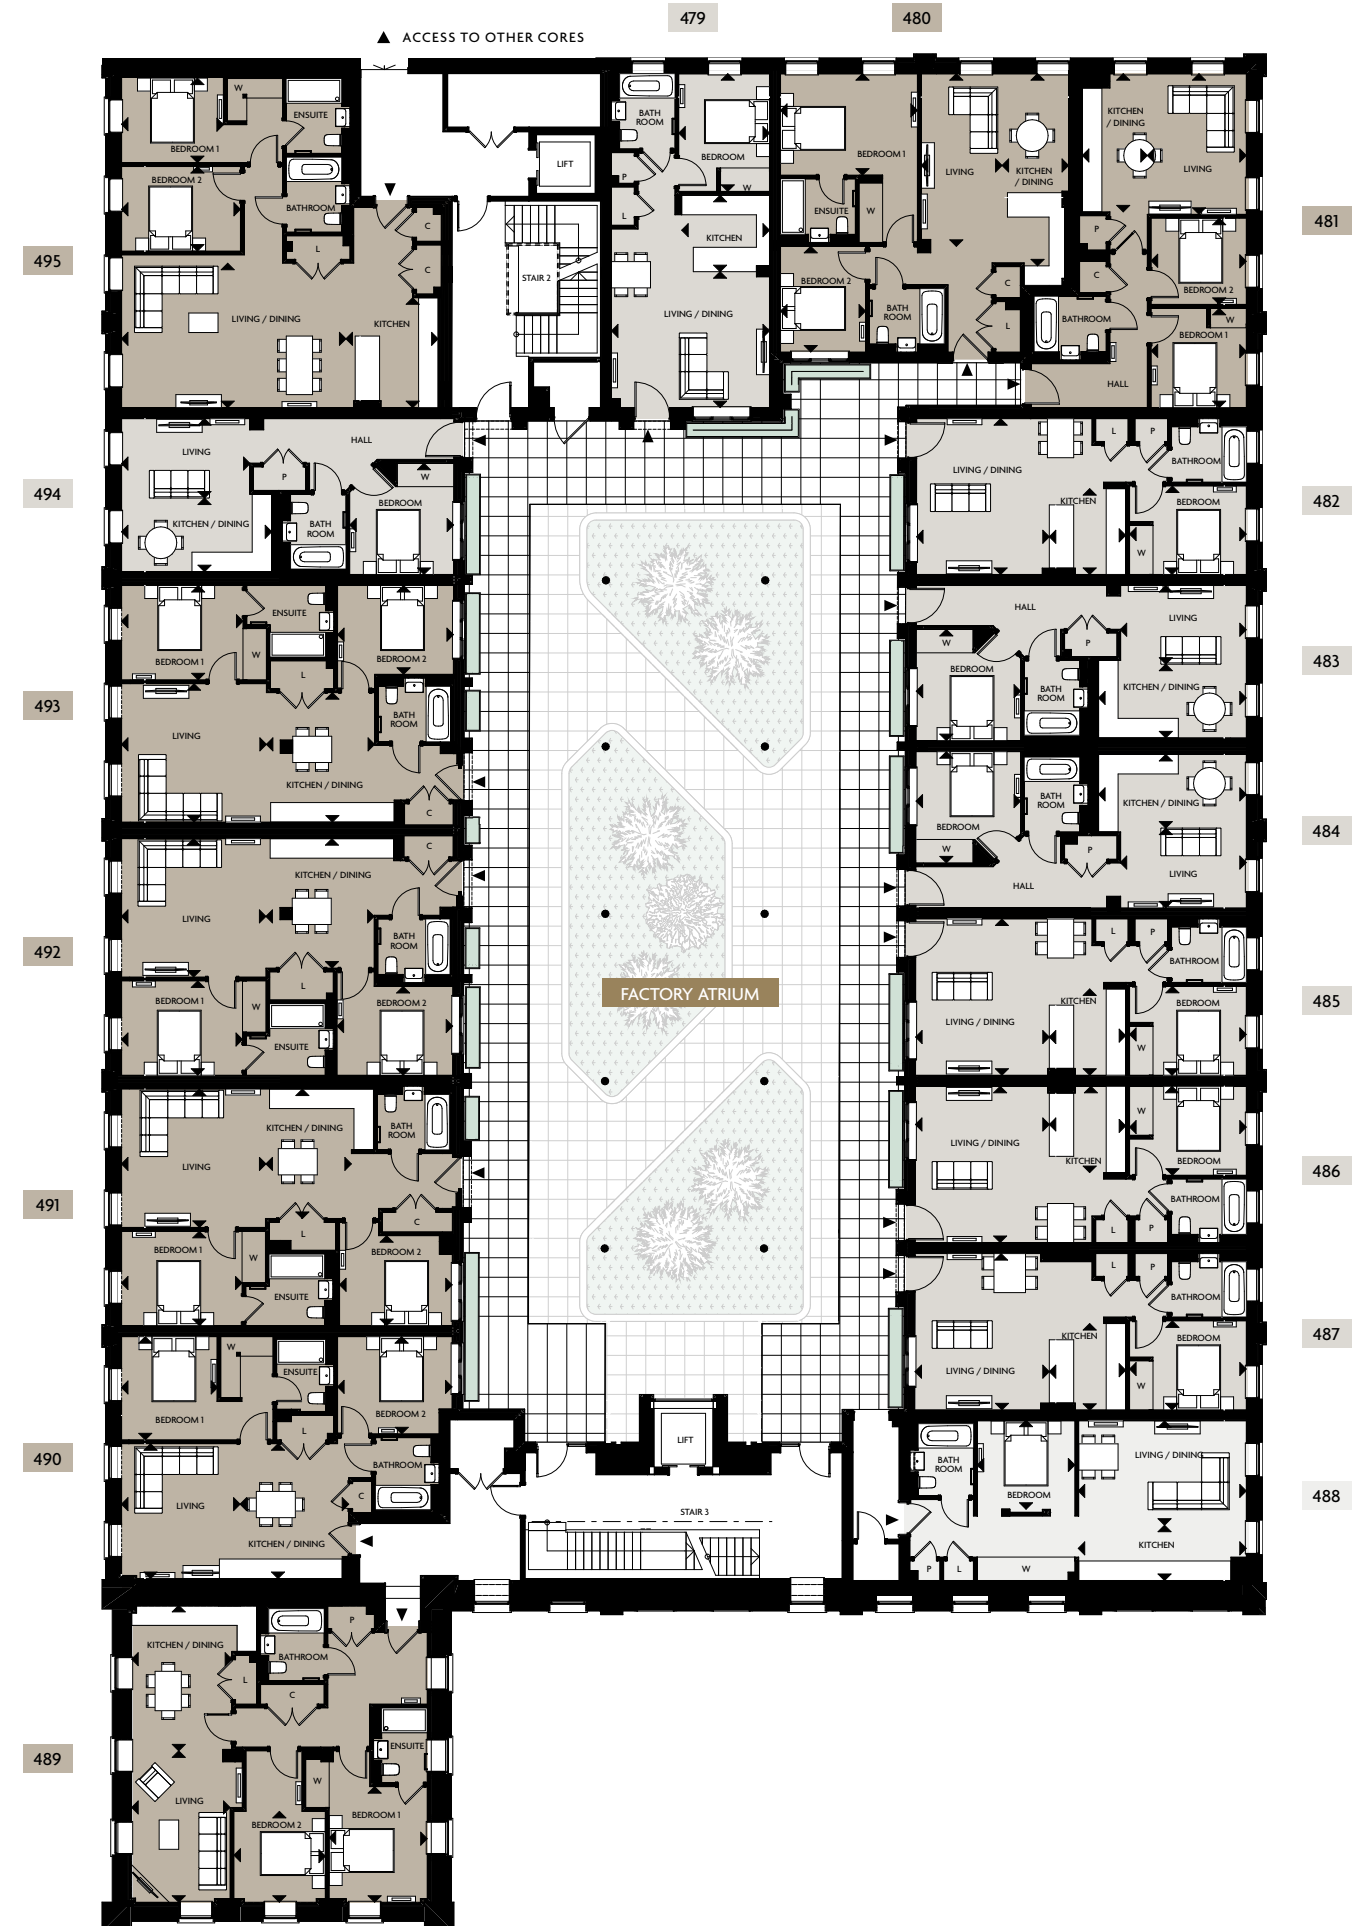 479
480
ACCESS TO OTHER CORES
495
BEDROOM 1
W
ENSUITE
BEDROOM 2
BATHROOM
L
C
C
LIVING / DINING
KITCHEN
LIFT
STAIR 2
BATH
ROOM
BEDROOM
P
W
L
KITCHEN
LIVING / DINING
BEDROOM 1
ENSUITE
W
BEDROOM 2
BATH
ROOM
LIVING
KITCHEN
/ DINING
C
L
481
KITCHEN
/ DINING
LIVING
P
C
BEDROOM 2
BATHROOM
W
BEDROOM 1
HALL
494
LIVING
HALL
P
W
KITCHEN / DINING
BATH
ROOM
BEDROOM
482
LIVING / DINING
L
P
BATHROOM
KITCHEN
BEDROOM
W
493
BEDROOM 1
ENSUITE
W
BEDROOM 2
L
LIVING
BATH
ROOM
KITCHEN / DINING
C
483
HALL
LIVING
W
P
BEDROOM
BATH
ROOM
KITCHEN / DINING
484
BEDROOM
BATH
ROOM
KITCHEN / DINING
W
P
HALL
LIVING
492
C
KITCHEN / DINING
LIVING
BATH
ROOM
L
BEDROOM 1
W
BEDROOM 2
ENSUITE
FACTORY ATRIUM
485
L
P
BATHROOM
LIVING / DINING
KITCHEN
BEDROOM
W
491
KITCHEN / DINING
BATH
ROOM
LIVING
C
L
BEDROOM 1
W
BEDROOM 2
ENSUITE
486
LIVING / DINING
W
KITCHEN
BEDROOM
BATHROOM
L
P
487
L
P
BATHROOM
KITCHEN
BEDROOM
LIVING / DINING
W
490
W
ENSUITE
BEDROOM 1
BEDROOM 2
L
BATHROOM
LIVING
C
KITCHEN / DINING
LIFT
STAIR 3
488
BATH
ROOM
BEDROOM
LIVING / DINING
KITCHEN
P
L
W
489
KITCHEN / DINING
P
BATHROOM
L
C
ENSUITE
W
LIVING
BEDROOM 2
BEDROOM 1